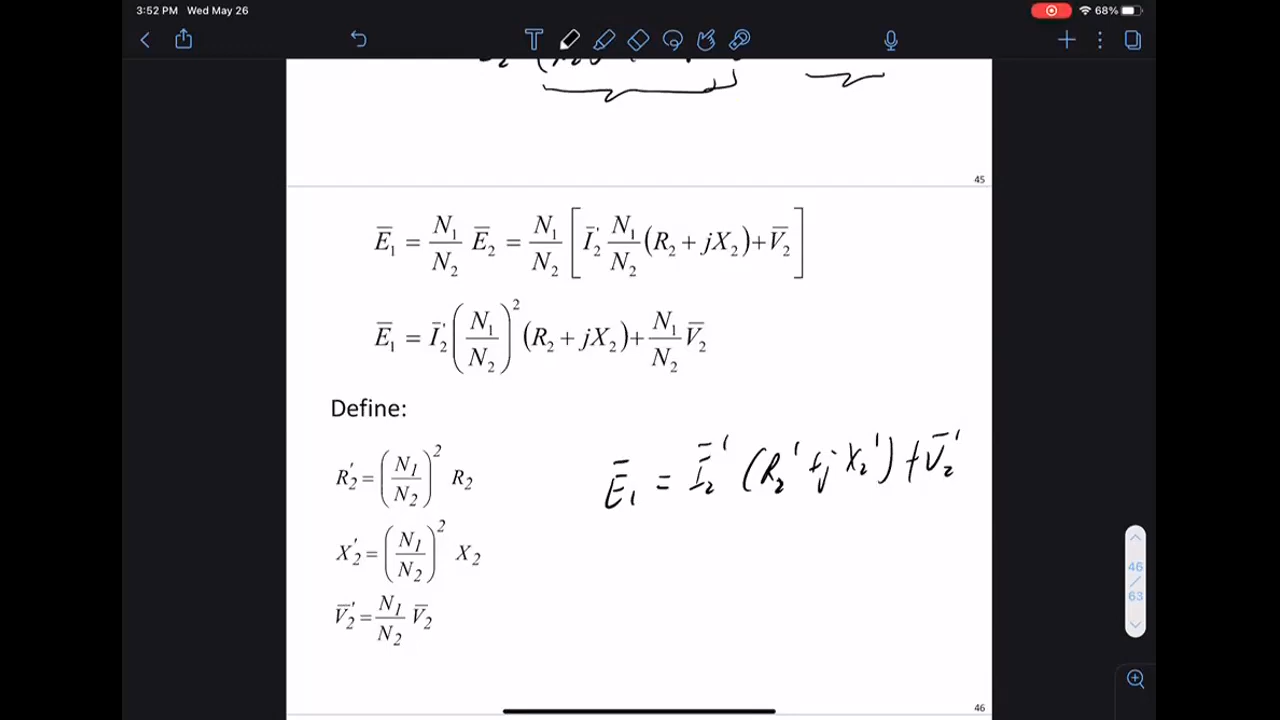 3:52 PM Wed May 26
68%
45
Ē₁ = N₁/N₂ Ē₂ = N₁/N₂ [ Ī₂' N₁/N₂ (R₂ + jX₂) + V̄₂ ]
Ē₁ = Ī₂' (N₁/N₂)² (R₂ + jX₂) + N₁/N₂ V̄₂
Define:
R₂' = (N₁/N₂)² R₂
Ē₁ = Ī₂' (R₂' + jX₂') + V̄₂'
X₂' = (N₁/N₂)² X₂
V̄₂' = N₁/N₂ V̄₂
46
/
63
46